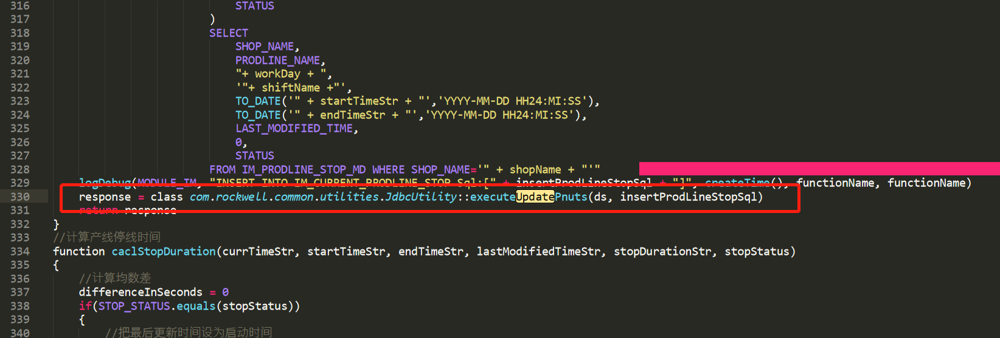 316 STATUS
317 )
318 SELECT
319 SHOP_NAME,
320 PRODLINE_NAME,
321 "+ workDay + ",
322 '"+ shiftName +"',
323 TO_DATE('" + startTimeStr + "','YYYY-MM-DD HH24:MI:SS'),
324 TO_DATE('" + endTimeStr + "','YYYY-MM-DD HH24:MI:SS'),
325 LAST_MODIFIED_TIME,
326 0,
327 STATUS
328 FROM IM_PRODLINE_STOP_MD WHERE SHOP_NAME='" + shopName + "'"
329 logDebug(MODULE_IM, "INSERT INTO IM_CURRENT_PRODLINE_STOP Sql:[" + insertProdLineStopSql + "]", createTime(), functionName, functionName)
330 response = class com.rockwell.common.utilities.JdbcUtility::executeUpdatePnuts(ds, insertProdLineStopSql)
331 return response
332 }
333 //计算产线停线时间
334 function caclStopDuration(currTimeStr, startTimeStr, endTimeStr, lastModifiedTimeStr, stopDurationStr, stopStatus)
335 {
336 //计算均数差
337 differenceInSeconds = 0
338 if(STOP_STATUS.equals(stopStatus))
339 {
340 //把最后更新时间设为启动时间